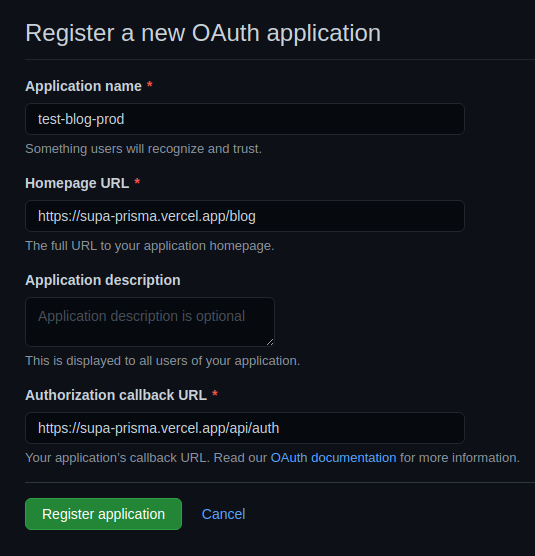 Register a new OAuth application
Application name *
test-blog-prod
Something users will recognize and trust.
Homepage URL *
https://supa-prisma.vercel.app/blog
The full URL to your application homepage.
Application description
Application description is optional
This is displayed to all users of your application.
Authorization callback URL *
https://supa-prisma.vercel.app/api/auth
Your application's callback URL. Read our OAuth documentation for more information.
Register application Cancel